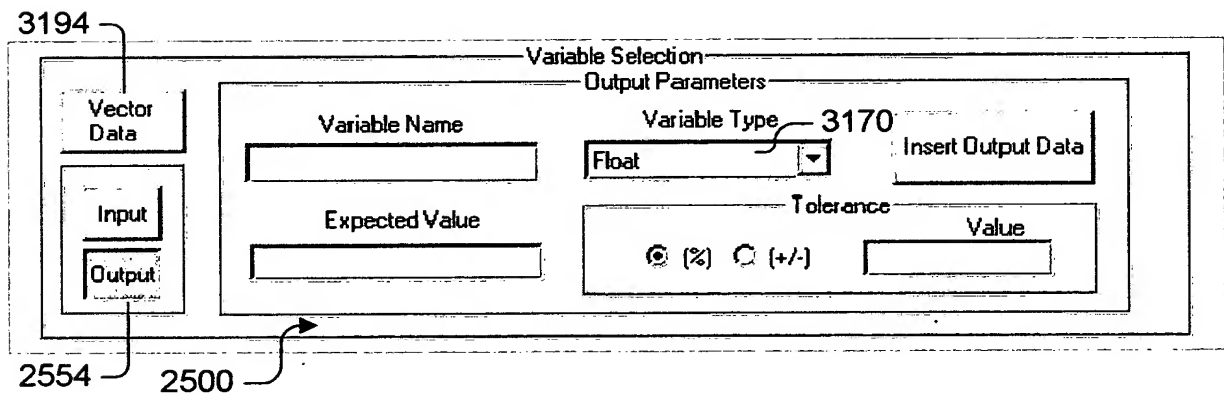 3194
Variable Selection
Vector
Data
Output Parameters
Variable Name
Variable Type
3170
Float
Insert Output Data
Input
Output
Expected Value
Tolerance
(%) (+/-)
Value
2554
2500